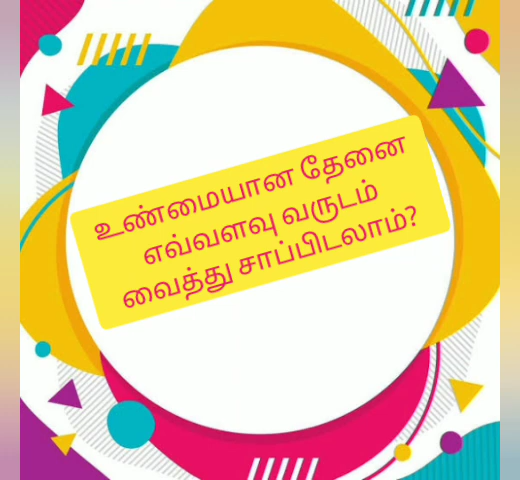 உண்மையான தேனை
எவ்வளவு வருடம்
வைத்து சாப்பிடலாம்?